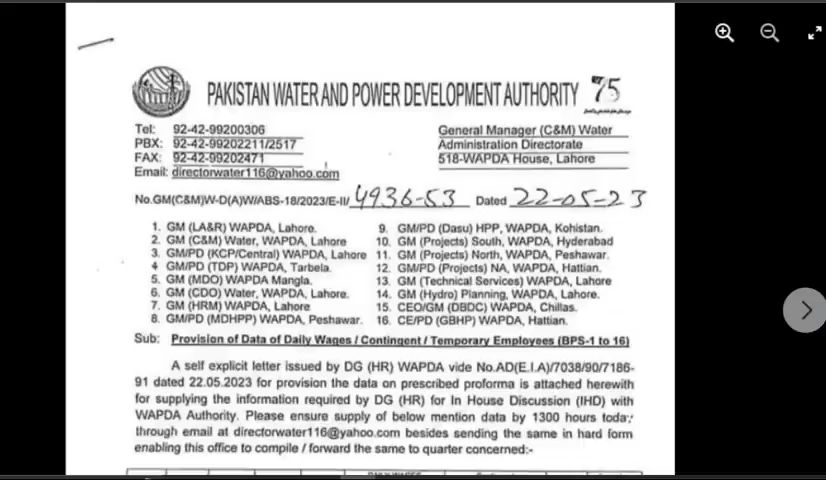 PAKISTAN WATER AND POWER DEVELOPMENT AUTHORITY 75
Tel: 92-42-99200306
PBX: 92-42-99202211/2517
FAX: 92-42-99202471
Email: directorwater116@yahoo.com
General Manager (C&M) Water
Administration Directorate
518-WAPDA House, Lahore
No.GM(C&M)W-D(A)W/ABS-18/2023/E-II/ 4936-53 Dated 22-05-23
1. GM (LA&R) WAPDA, Lahore.
2. GM (C&M) Water, WAPDA, Lahore
3. GM/PD (KCP/Central) WAPDA, Lahore
4 GM/PD (TDP) WAPDA, Tarbela.
5. GM (MDO) WAPDA Mangla.
6. GM (CDO) Water, WAPDA, Lahore.
7. GM (HRM) WAPDA, Lahore
8. GM/PD (MDHPP) WAPDA, Peshawar.
9. GM/PD (Dasu) HPP, WAPDA, Kohistan.
10. GM (Projects) South, WAPDA, Hyderabad
11. GM (Projects) North, WAPDA, Peshawar.
12. GM/PD (Projects) NA, WAPDA, Hattian.
13. GM (Technical Services) WAPDA, Lahore
14. GM (Hydro) Planning, WAPDA, Lahore.
15. CEO/GM (DBDC) WAPDA, Chillas.
16. CE/PD (GBHP) WAPDA, Hattian.
Sub: Provision of Data of Daily Wages / Contingent / Temporary Employees (BPS-1 to 16)
A self explicit letter issued by DG (HR) WAPDA vide No.AD(E.I.A)/7038/90/7186-
91 dated 22.05.2023 for provision the data on prescribed proforma is attached herewith
for supplying the information required by DG (HR) for In House Discussion (IHD) with
WAPDA Authority. Please ensure supply of below mention data by 1300 hours today
through email at directorwater116@yahoo.com besides sending the same in hard form
enabling this office to compile / forward the same to quarter concerned:-